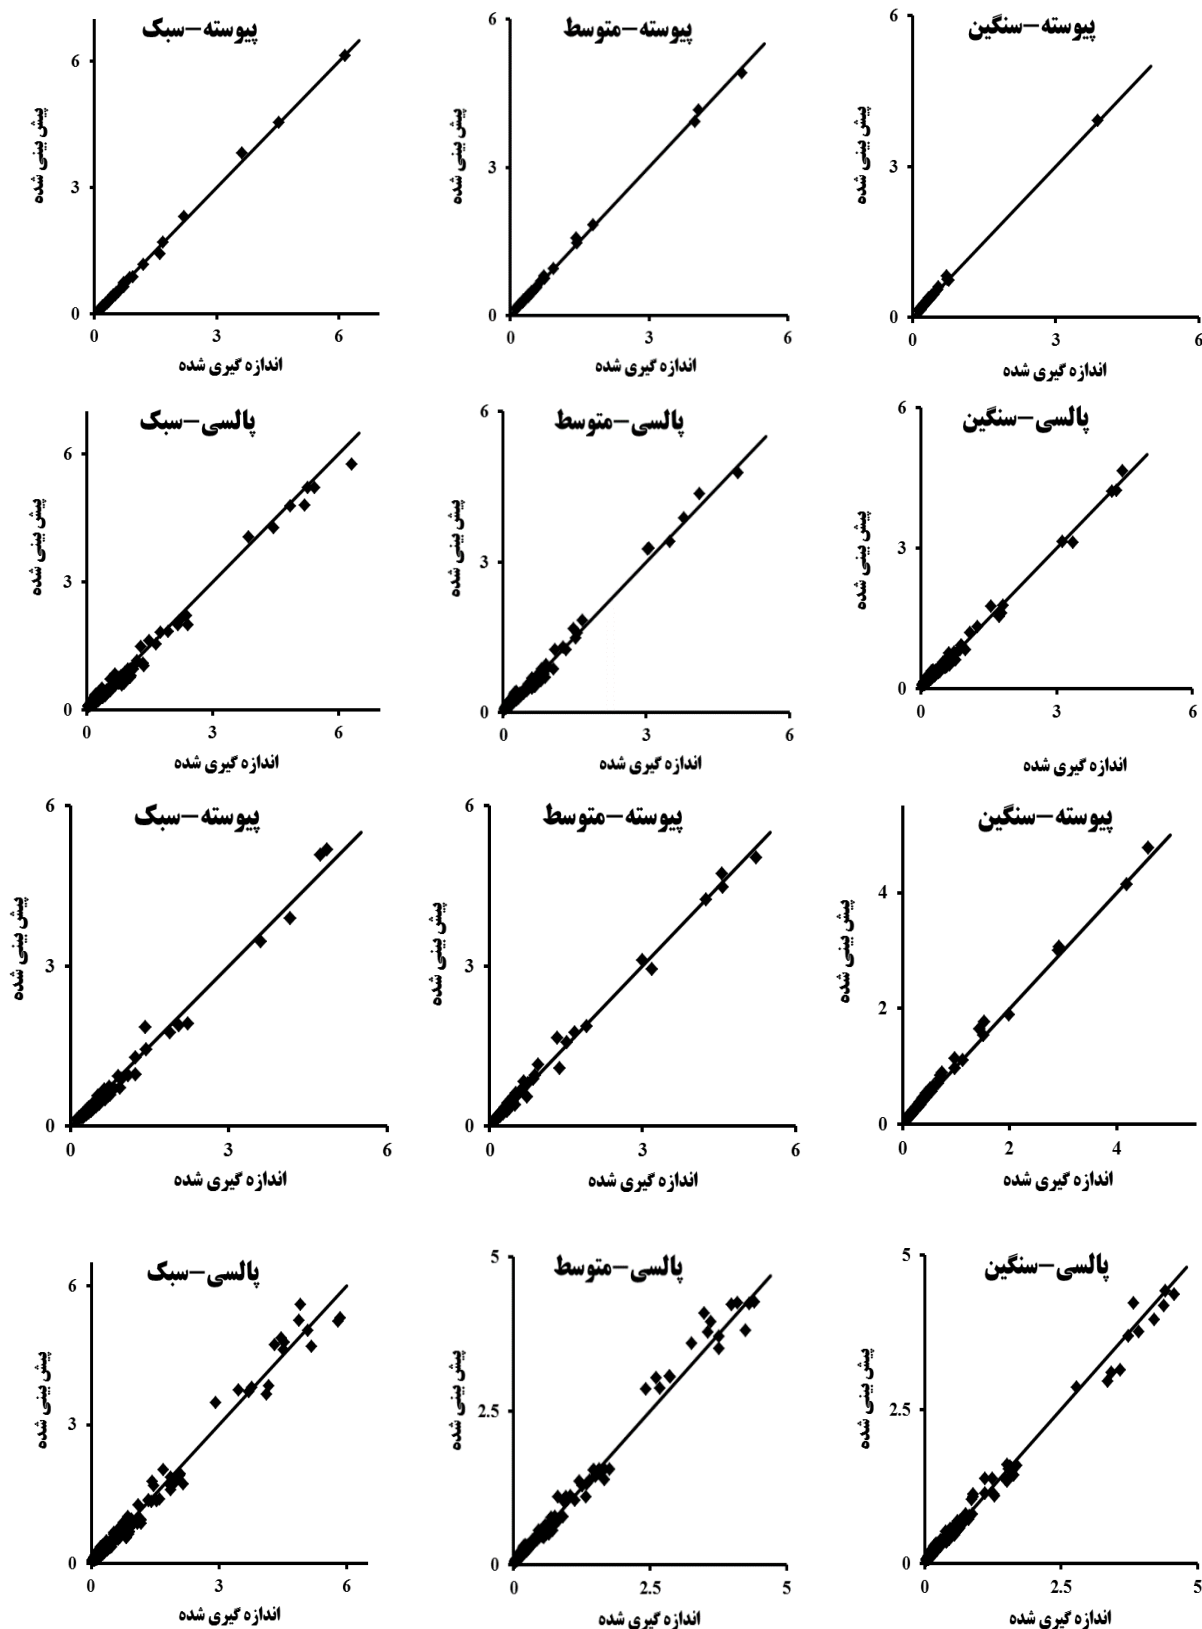 پیوسته-سبک
پیش بینی شده
6
3
0
0 3 6
اندازه گیری شده
پیوسته-متوسط
پیش بینی شده
6
3
0
0 3 6
اندازه گیری شده
پیوسته-سنگین
پیش بینی شده
6
3
0
0 3 6
اندازه گیری شده
پالسی-سبک
پیش بینی شده
6
3
0
0 3 6
اندازه گیری شده
پالسی-متوسط
پیش بینی شده
6
3
0
0 3 6
اندازه گیری شده
پالسی-سنگین
پیش بینی شده
6
3
0
0 3 6
اندازه گیری شده
پیوسته-سبک
پیش بینی شده
6
3
0
0 3 6
اندازه گیری شده
پیوسته-متوسط
پیش بینی شده
6
3
0
0 3 6
اندازه گیری شده
پیوسته-سنگین
پیش بینی شده
4
2
0
0 2 4
اندازه گیری شده
پالسی-سبک
پیش بینی شده
6
3
0
0 3 6
اندازه گیری شده
پالسی-متوسط
پیش بینی شده
5
2.5
0
0 2.5 5
اندازه گیری شده
پالسی-سنگین
پیش بینی شده
5
2.5
0
0 2.5 5
اندازه گیری شده